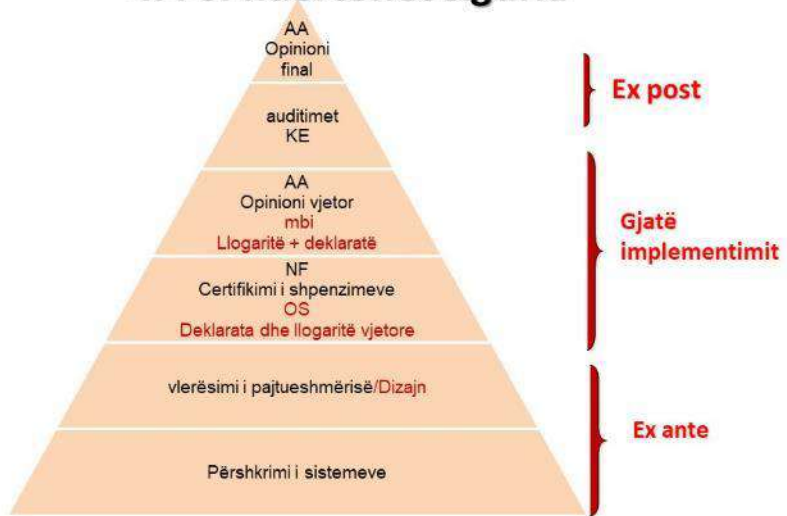 AA
Opinioni
final
Ex post
auditimet
KE
AA
Opinioni vjetor
mbi
Llogaritë + deklaratë
Gjatë
implementimit
NF
Certifikimi i shpenzimeve
OS
Deklarata dhe llogaritë vjetore
vlerësimi i pajtueshmërisë/Dizajn
Ex ante
Përshkrimi i sistemeve